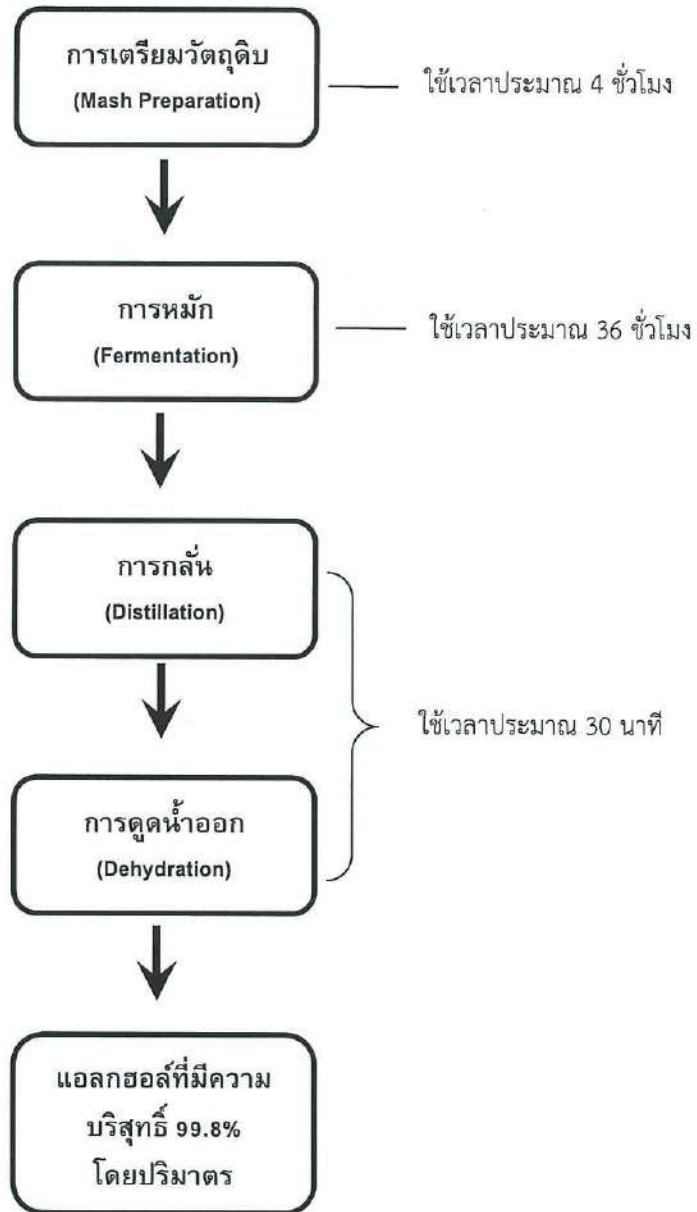 การเตรียมวัตถุดิบ
(Mash Preparation)
ใช้เวลาประมาณ 4 ชั่วโมง
การหมัก
(Fermentation)
ใช้เวลาประมาณ 36 ชั่วโมง
การกลั่น
(Distillation)
ใช้เวลาประมาณ 30 นาที
การดูดน้ำออก
(Dehydration)
แอลกฮอล์ที่มีความ
บริสุทธิ์ 99.8%
โดยปริมาตร